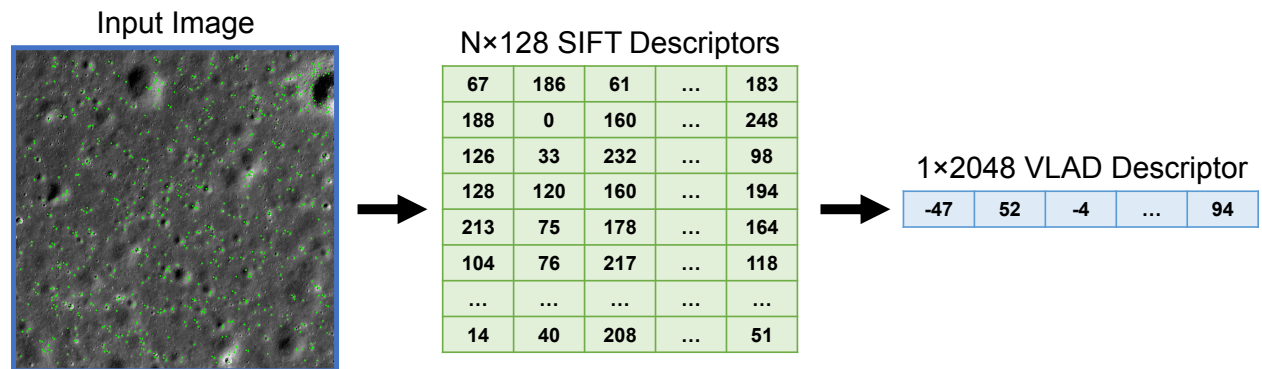 Input Image
N×128 SIFT Descriptors
67 186 61 ... 183
188 0 160 ... 248
126 33 232 ... 98
128 120 160 ... 194
213 75 178 ... 164
104 76 217 ... 118
... ... ... ... ...
14 40 208 ... 51
1×2048 VLAD Descriptor
-47 52 -4 ... 94